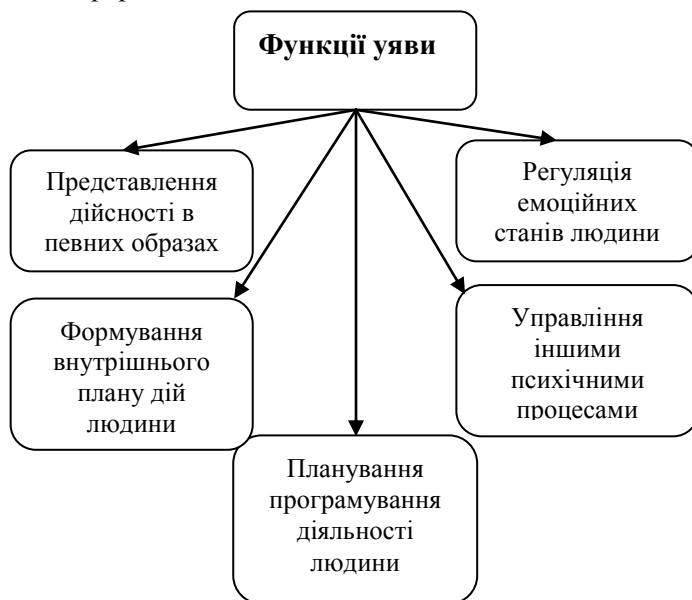 Функції уяви
Представлення
дійсності в
певних образах
Регуляція
емоційних
станів людини
Формування
внутрішнього
плану дій
людини
Управління
іншими
психічними
процесами
Планування
програмування
діяльності
людини